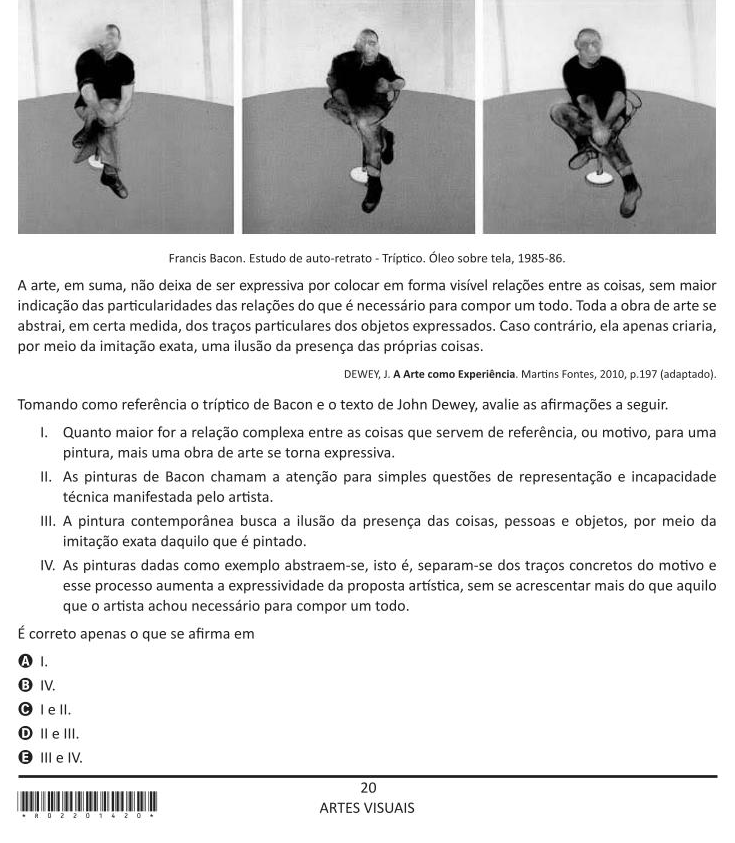 Francis Bacon. Estudo de auto-retrato - Tríptico. Óleo sobre tela, 1985-86.
A arte, em suma, não deixa de ser expressiva por colocar em forma visível relações entre as coisas, sem maior
indicação das particularidades das relações do que é necessário para compor um todo. Toda a obra de arte se
abstrai, em certa medida, dos traços particulares dos objetos expressados. Caso contrário, ela apenas criaria,
por meio da imitação exata, uma ilusão da presença das próprias coisas.
DEWEY, J. A Arte como Experiência. Martins Fontes, 2010, p.197 (adaptado).
Tomando como referência o tríptico de Bacon e o texto de John Dewey, avalie as afirmações a seguir.
I. Quanto maior for a relação complexa entre as coisas que servem de referência, ou motivo, para uma
pintura, mais uma obra de arte se torna expressiva.
II. As pinturas de Bacon chamam a atenção para simples questões de representação e incapacidade
técnica manifestada pelo artista.
III. A pintura contemporânea busca a ilusão da presença das coisas, pessoas e objetos, por meio da
imitação exata daquilo que é pintado.
IV. As pinturas dadas como exemplo abstraem-se, isto é, separam-se dos traços concretos do motivo e
esse processo aumenta a expressividade da proposta artística, sem se acrescentar mais do que aquilo
que o artista achou necessário para compor um todo.
É correto apenas o que se afirma em
A I.
B IV.
C I e II.
D II e III.
E III e IV.
20
ARTES VISUAIS
* R 0 2 2 0 1 4 2 0 *